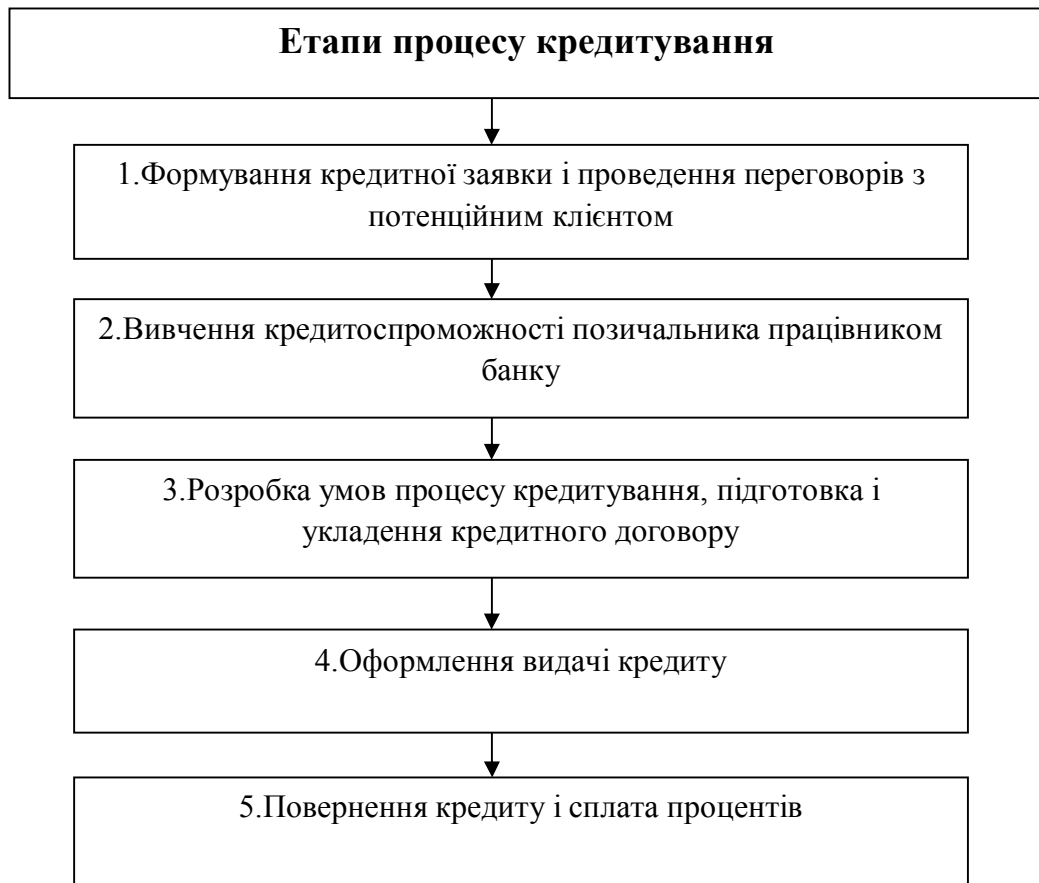 Етапи процесу кредитування
1.Формування кредитної заявки і проведення переговорів з
потенційним клієнтом
2.Вивчення кредитоспроможності позичальника працівником
банку
3.Розробка умов процесу кредитування, підготовка і
укладення кредитного договору
4.Оформлення видачі кредиту
5.Повернення кредиту і сплата процентів